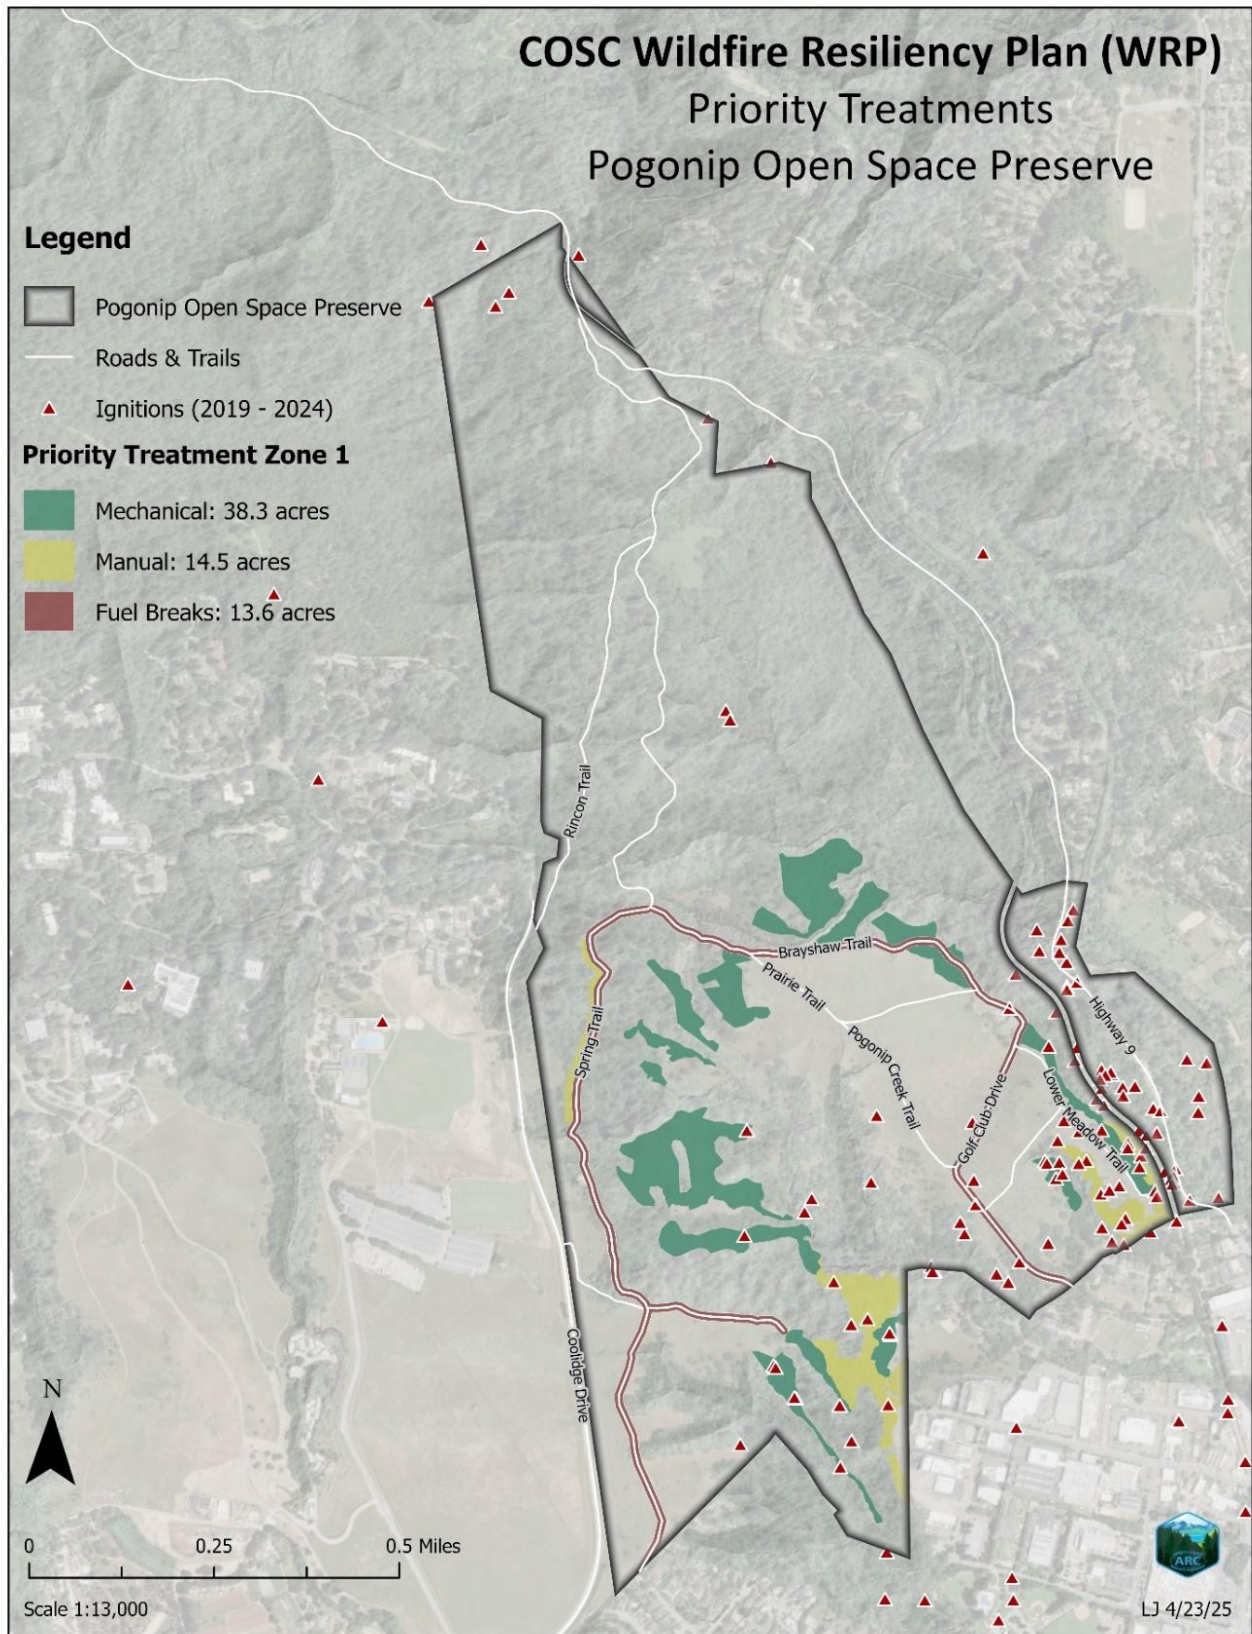 COSC Wildfire Resiliency Plan (WRP)
Priority Treatments
Pogonip Open Space Preserve
Legend
Pogonip Open Space Preserve
Roads & Trails
Ignitions (2019 - 2024)
Priority Treatment Zone 1
Mechanical: 38.3 acres
Manual: 14.5 acres
Fuel Breaks: 13.6 acres
Rincon Trail
Brayshaw Trail
Prairie Trail
Spring Trail
Pogonip Creek Trail
Highway 9
Golf Club Drive
Lower Meadow Trail
Coolidge Drive
N
0 0.25 0.5 Miles
Scale 1:13,000
ARC
LJ 4/23/25